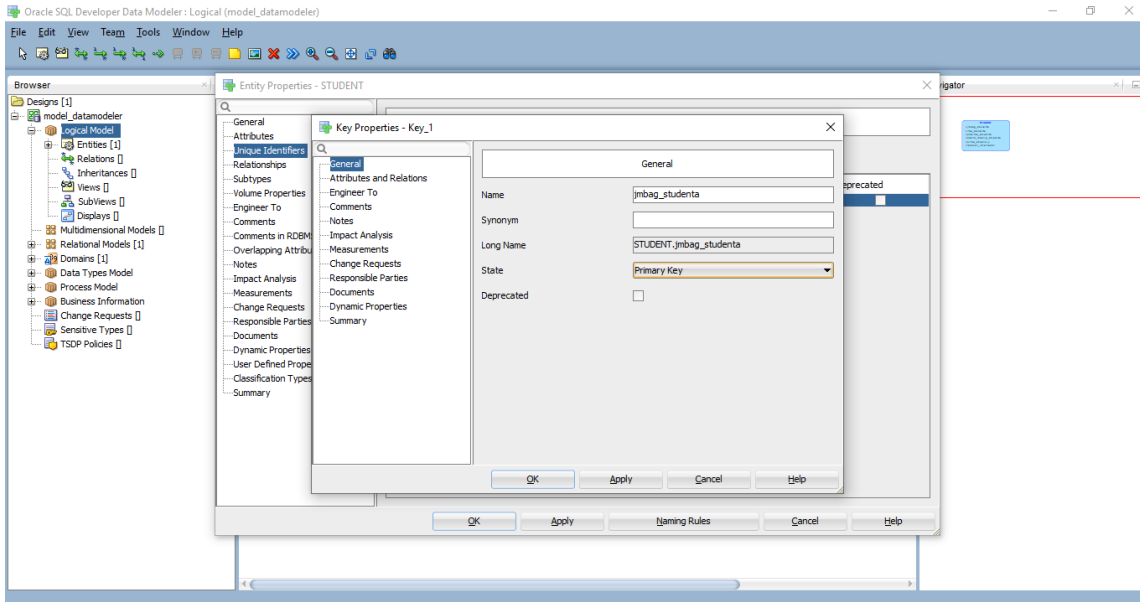 Oracle SQL Developer Data Modeler : Logical (model_datamodeler)
File Edit View Team Tools Window Help
Browser
Designs [1]
model_datamodeler
Logical Model
Entities [1]
Relations []
Inheritances []
Views []
SubViews []
Displays []
Multidimensional Models []
Relational Models [1]
Domains [1]
Data Types Model
Process Model
Business Information
Change Requests []
Sensitive Types []
TSDP Policies []
Entity Properties - STUDENT
General
Attributes
Unique Identifiers
Relationships
Subtypes
Volume Properties
Engineer To
Comments
Comments in RDBM
Overlapping Attribu
Notes
Impact Analysis
Measurements
Change Requests
Responsible Parties
Documents
Dynamic Properties
User Defined Prope
Classification Types
Summary
Key Properties - Key_1
General
Attributes and Relations
Engineer To
Comments
Notes
Impact Analysis
Measurements
Change Requests
Responsible Parties
Documents
Dynamic Properties
Summary
General
Name jmbag_studenta
Synonym
Long Name STUDENT.jmbag_studenta
State Primary Key
Deprecated
OK Apply Cancel Help
eprecated
OK Apply Naming Rules Cancel Help
vigator